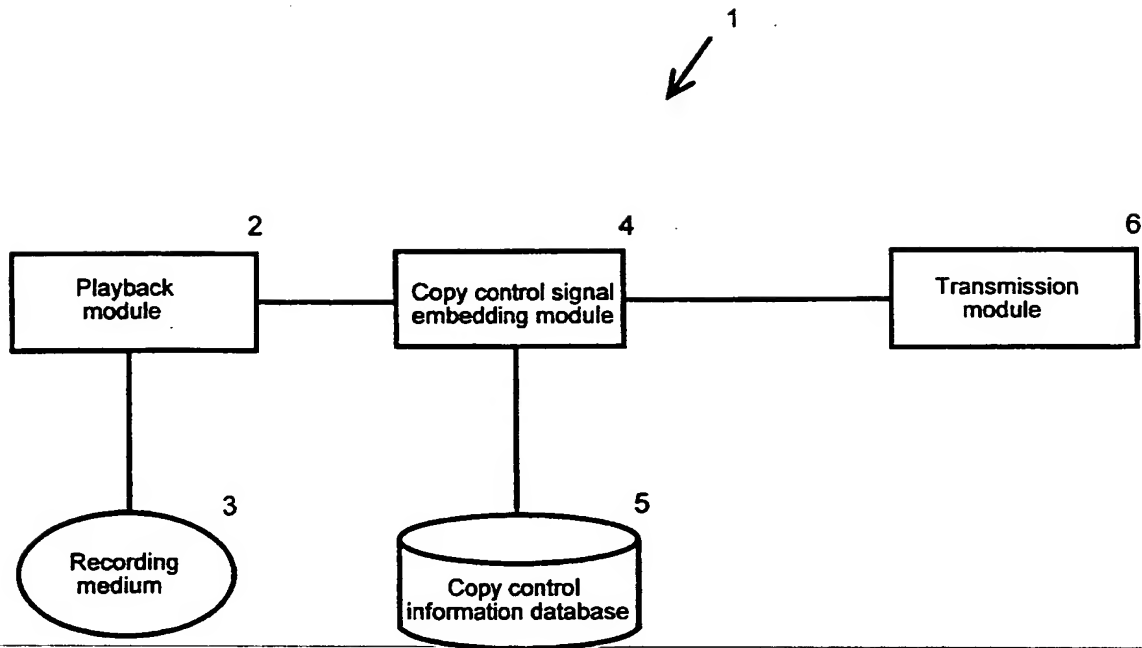 1
2
4
6
Playback
module
Copy control signal
embedding module
Transmission
module
3
5
Recording
medium
Copy control
information database